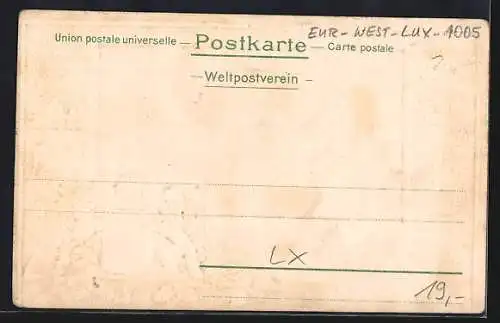 EUR-WEST-LUX-1005
Union postale universelle — Postkarte — Carte postale
— Weltpostverein —
LX
19,-